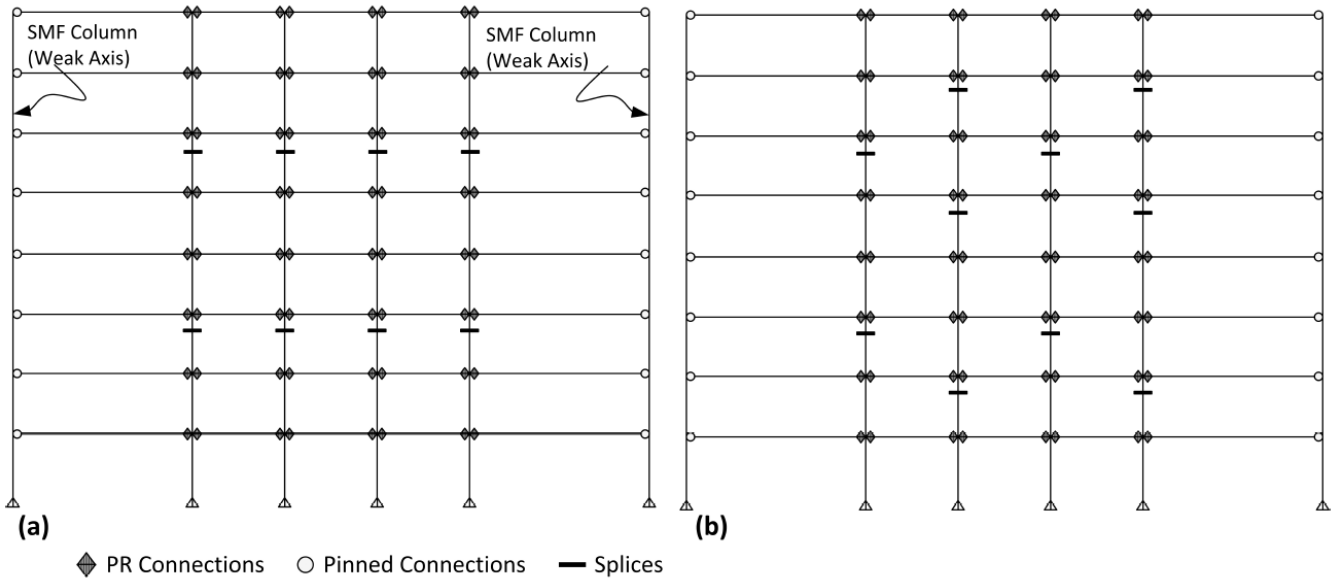 SMF Column
(Weak Axis)
SMF Column
(Weak Axis)
(a)
(b)
PR Connections
Pinned Connections
Splices